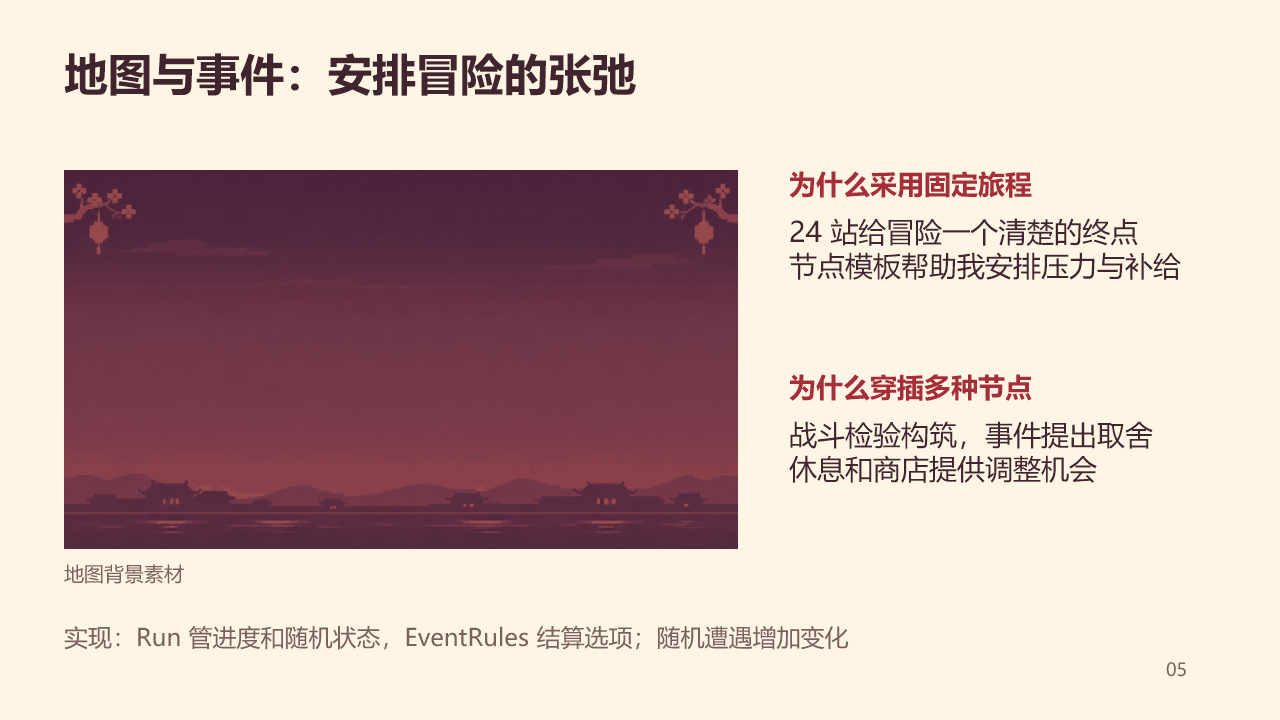 地图与事件：安排冒险的张弛
为什么采用固定旅程
24 站给冒险一个清楚的终点
节点模板帮助我安排压力与补给
为什么穿插多种节点
战斗检验构筑，事件提出取舍
休息和商店提供调整机会
地图背景素材
实现：Run 管进度和随机状态，EventRules 结算选项；随机遭遇增加变化
05